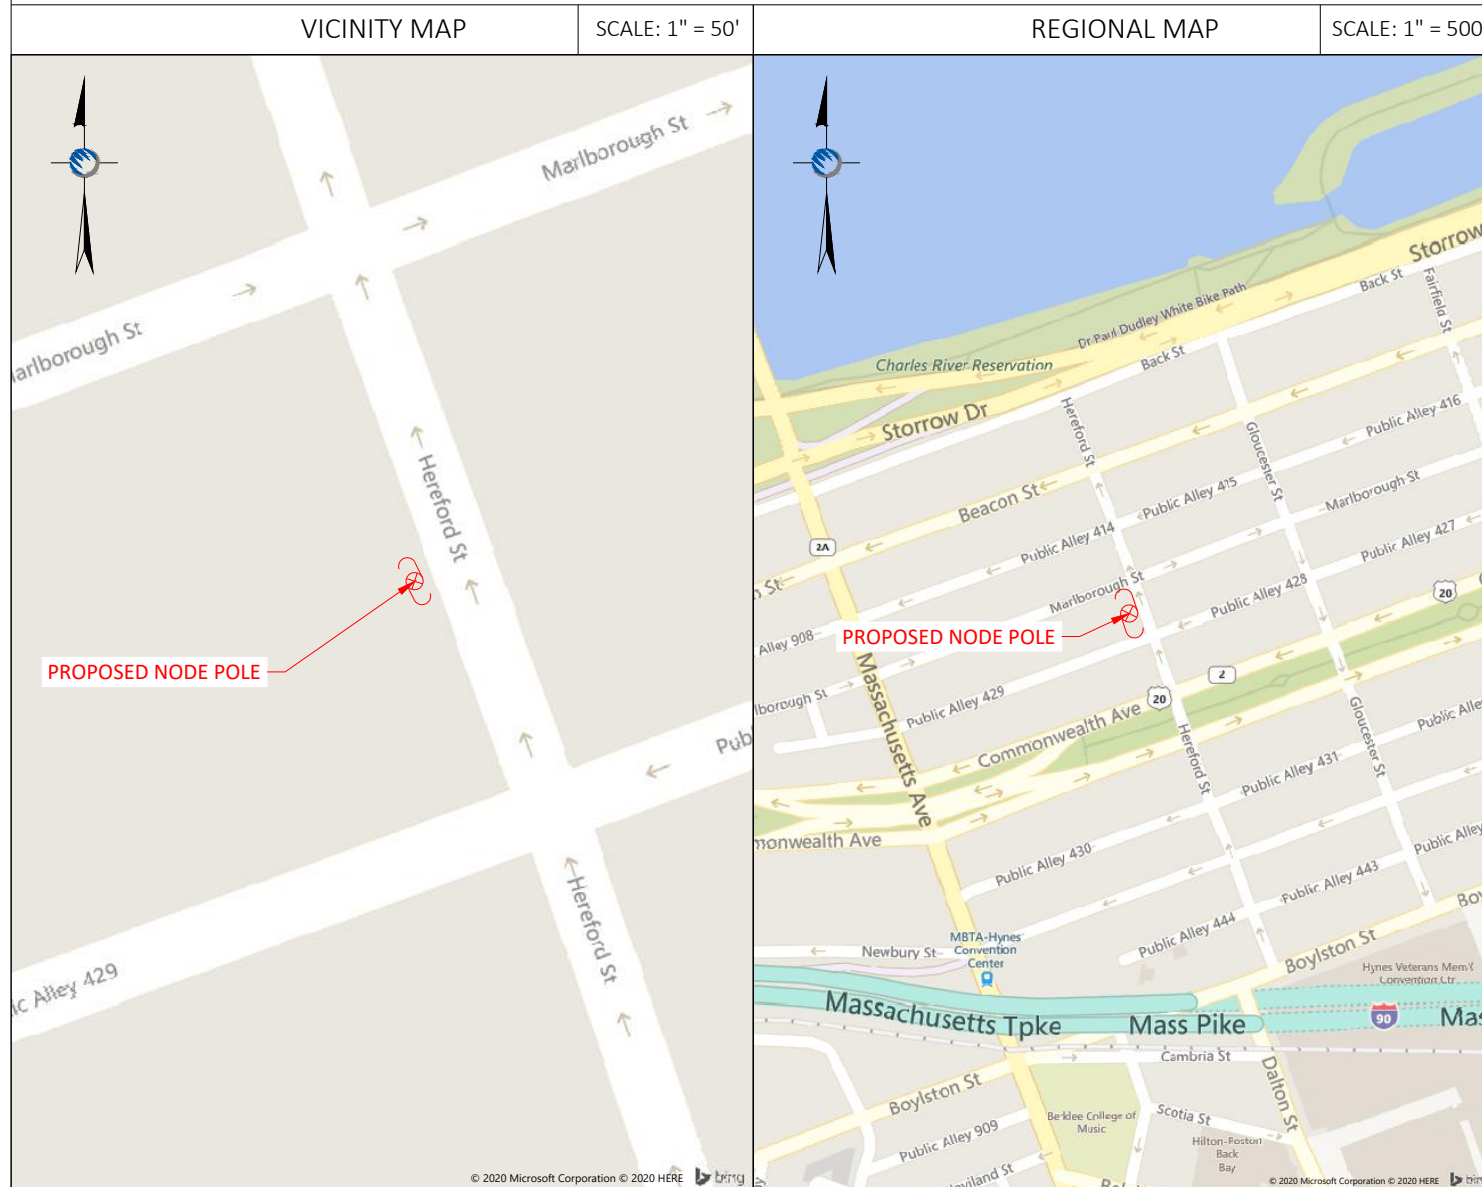 VICINITY MAP
SCALE: 1" = 50'
REGIONAL MAP
SCALE: 1" = 500
Marlborough St
arlborough St
Hereford St
PROPOSED NODE POLE
Pub
Hereford St
ic Alley 429
© 2020 Microsoft Corporation © 2020 HERE
bing
Storrow
Back St
Fairfield St
Dr Paul Dudley White Bike Path
Charles River Reservation
Back St
Storrow Dr
Hereford St
Public Alley 416
Gloucester St
Beacon St
Public Alley 415
Marlborough St
Public Alley 414
Public Alley 427
2A
n St
Marlborough St
Public Alley 428
20
Alley 908
PROPOSED NODE POLE
Massachusetts Ave
2
lborough St
Public Alley 429
20
Commonwealth Ave
Hereford St
Gloucester St
Public Alle
Public Alley 431
monwealth Ave
Public Alley 430
Public Alley
Public Alley 443
Boy
Public Alley 444
MBTA-Hynes
Convention
Center
Newbury St
Boylston St
Hynes Veterans Mem'l
Convention Ctr
Massachusetts Tpke
Mass Pike
90
Mas
Cambria St
Dalton St
Boylston St
Berklee College of
Music
Scotia St
Public Alley 909
Hilton-Boston
Back
Bay
viland St
© 2020 Microsoft Corporation © 2020 HERE